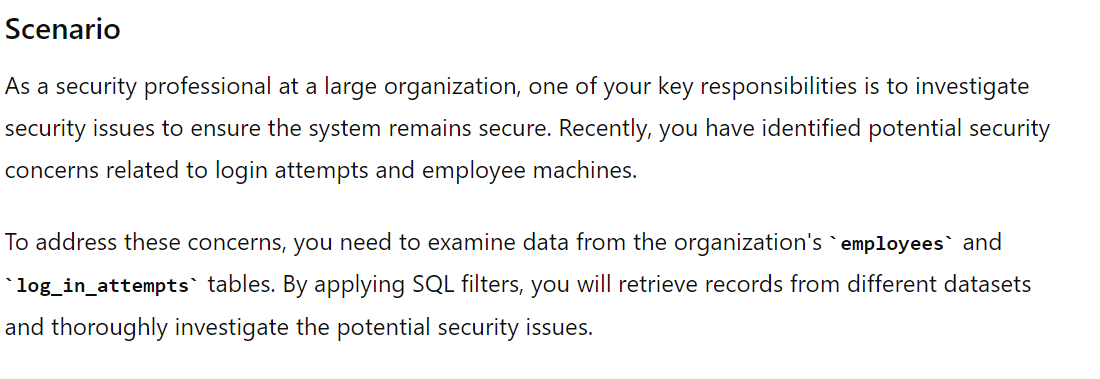 Scenario
As a security professional at a large organization, one of your key responsibilities is to investigate
security issues to ensure the system remains secure. Recently, you have identified potential security
concerns related to login attempts and employee machines.
To address these concerns, you need to examine data from the organization's `employees` and
`log_in_attempts` tables. By applying SQL filters, you will retrieve records from different datasets
and thoroughly investigate the potential security issues.